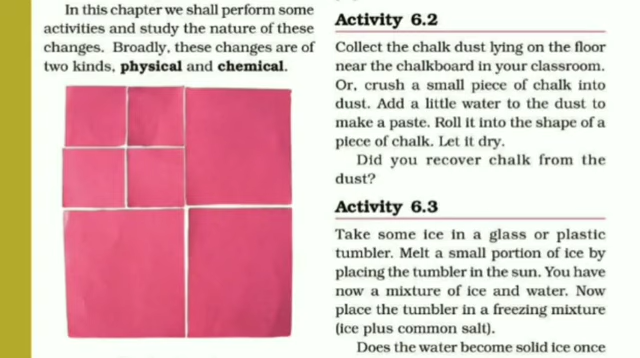 In this chapter we shall perform some
activities and study the nature of these
changes. Broadly, these changes are of
two kinds, physical and chemical.
Activity 6.2
Collect the chalk dust lying on the floor
near the chalkboard in your classroom.
Or, crush a small piece of chalk into
dust. Add a little water to the dust to
make a paste. Roll it into the shape of a
piece of chalk. Let it dry.
Did you recover chalk from the
dust?
Activity 6.3
Take some ice in a glass or plastic
tumbler. Melt a small portion of ice by
placing the tumbler in the sun. You have
now a mixture of ice and water. Now
place the tumbler in a freezing mixture
(ice plus common salt).
Does the water become solid ice once